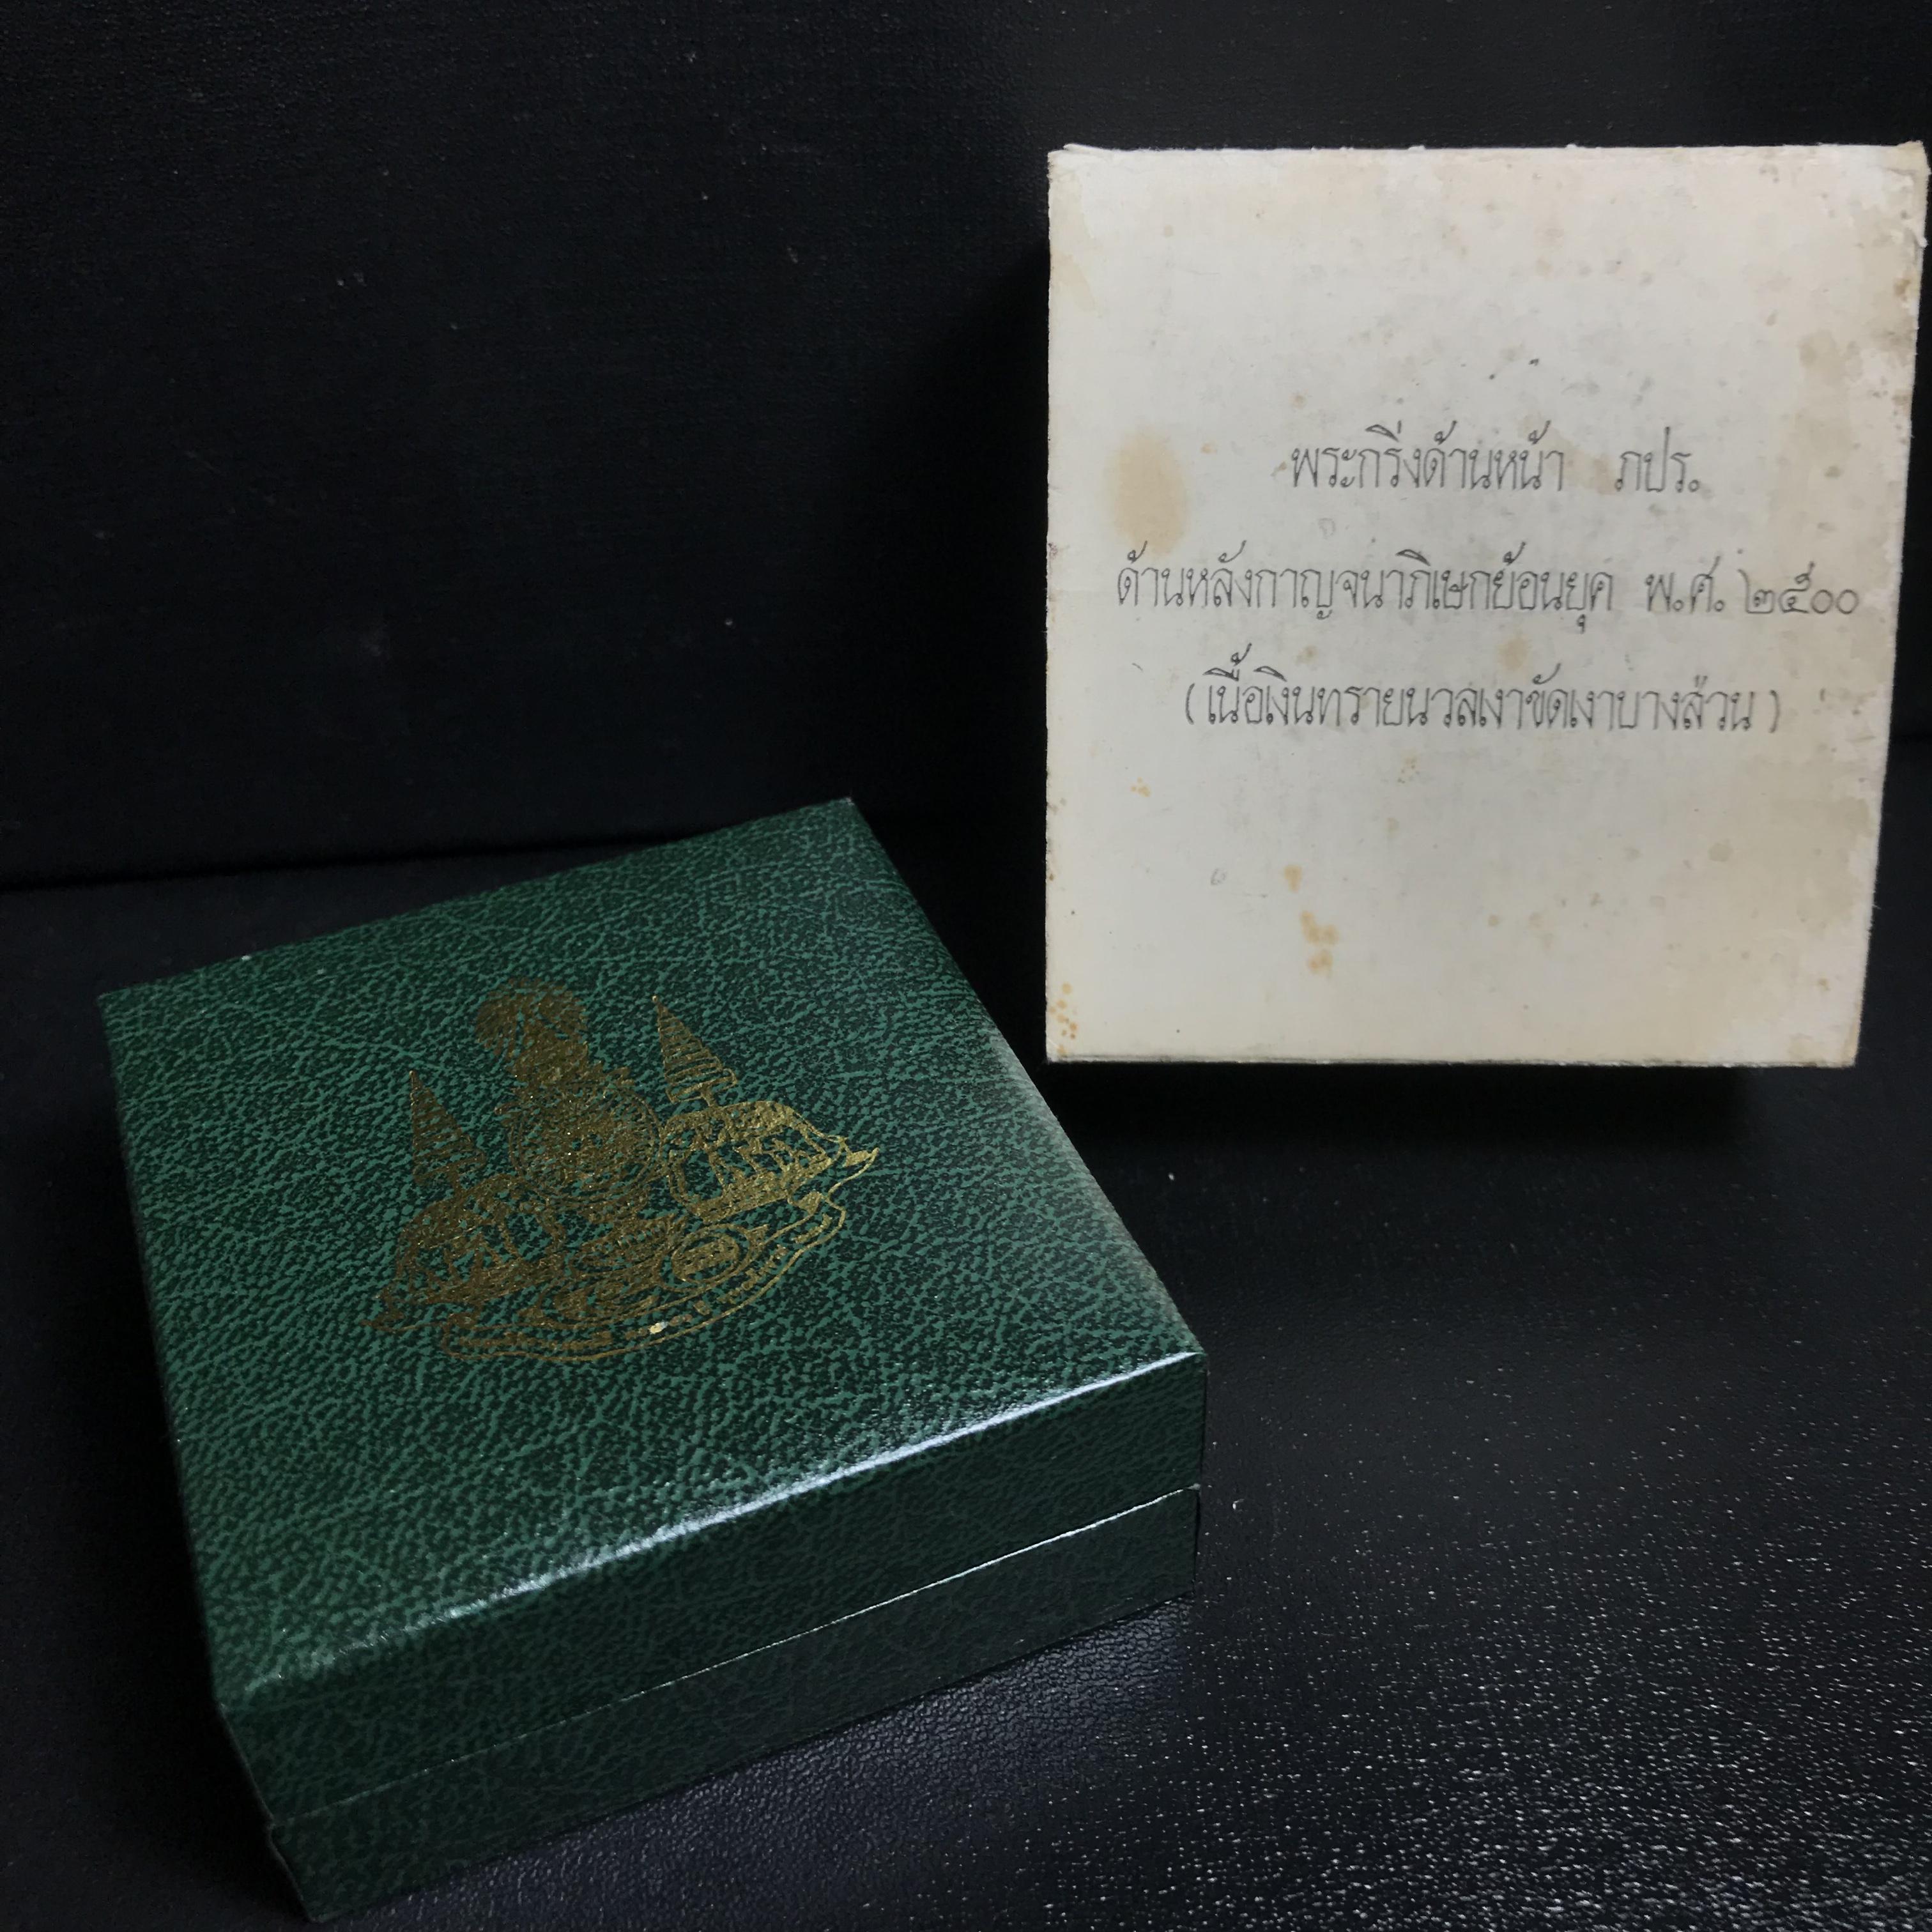 พระกริ่งด้านหน้า ภปร.
ด้านหลังกาญจนาภิเษกย้อนยุค พ.ศ. ๒๕๐๐
(เนื้อเงินทรายนวลเงาขัดเงาบางส่วน)